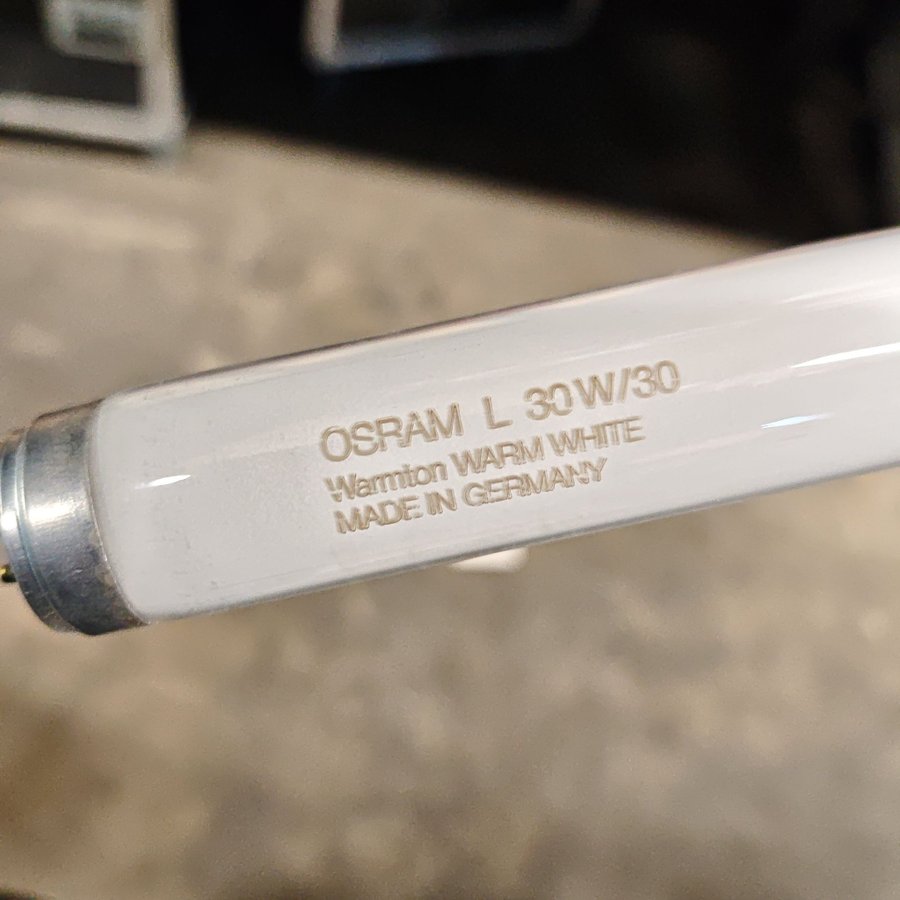 OSRAM L 30W/30
Warmton WARM WHITE
MADE IN GERMANY